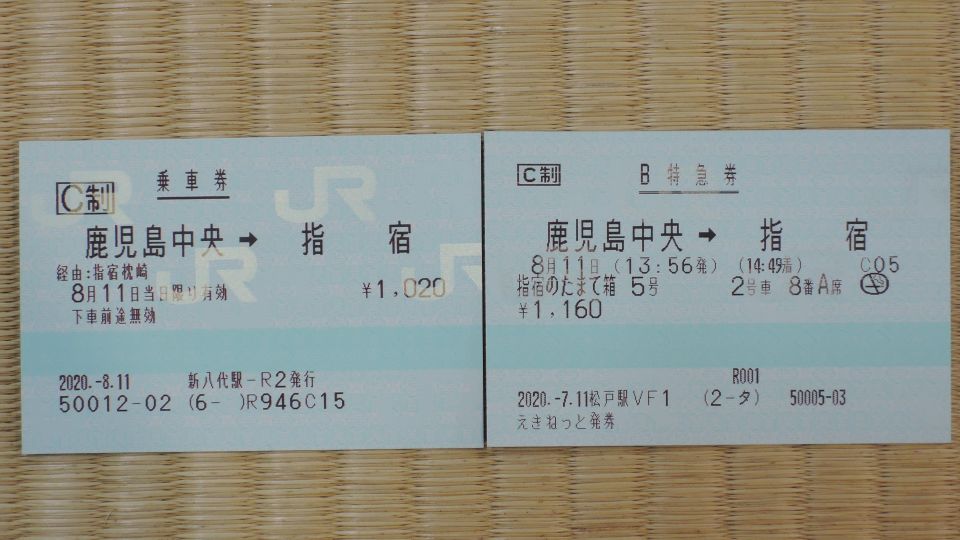 乗車券
C制
鹿児島中央 → 指 宿
経由:指宿枕崎
8月11日当日限り有効 ¥1,020
下車前途無効
2020.-8.11 新八代駅-R2発行
50012-02 (6- )R946C15
C制 B 特急券
鹿児島中央 → 指 宿
8月11日 (13:56発) (14:49着) C05
指宿のたまて箱 5号 2号車 8番A席
¥1,160
R001
2020.-7.11松戸駅VF1 (2-タ) 50005-03
えきねっと発券